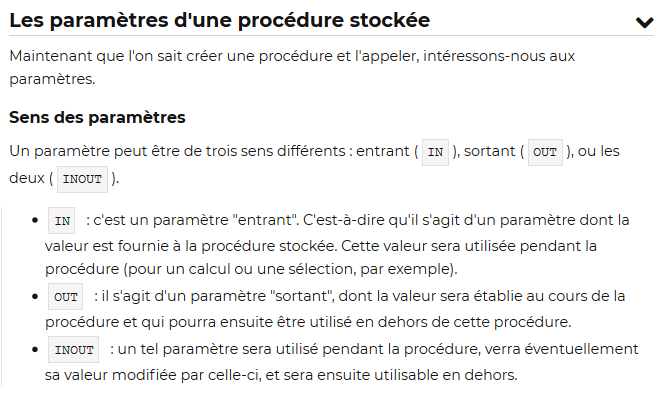 Les paramètres d'une procédure stockée
Maintenant que l'on sait créer une procédure et l'appeler, intéressons-nous aux
paramètres.
Sens des paramètres
Un paramètre peut être de trois sens différents : entrant ( IN ), sortant ( OUT ), ou les
deux ( INOUT ).
• IN : c'est un paramètre "entrant". C'est-à-dire qu'il s'agit d'un paramètre dont la
valeur est fournie à la procédure stockée. Cette valeur sera utilisée pendant la
procédure (pour un calcul ou une sélection, par exemple).
• OUT : il s'agit d'un paramètre "sortant", dont la valeur sera établie au cours de la
procédure et qui pourra ensuite être utilisé en dehors de cette procédure.
• INOUT : un tel paramètre sera utilisé pendant la procédure, verra éventuellement
sa valeur modifiée par celle-ci, et sera ensuite utilisable en dehors.